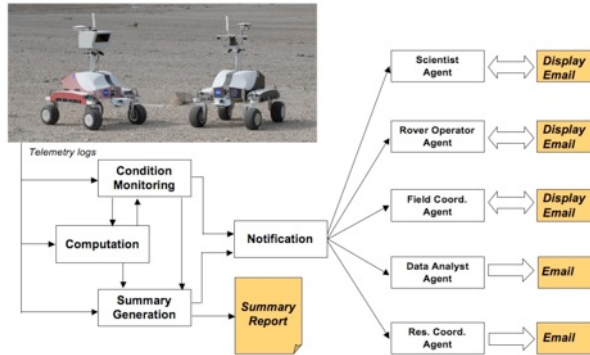 Telemetry logs
Condition
Monitoring
Computation
Summary
Generation
Notification
Summary
Report
Scientist
Agent
Display
Email
Rover Operator
Agent
Display
Email
Field Coord.
Agent
Display
Email
Data Analyst
Agent
Email
Res. Coord.
Agent
Email